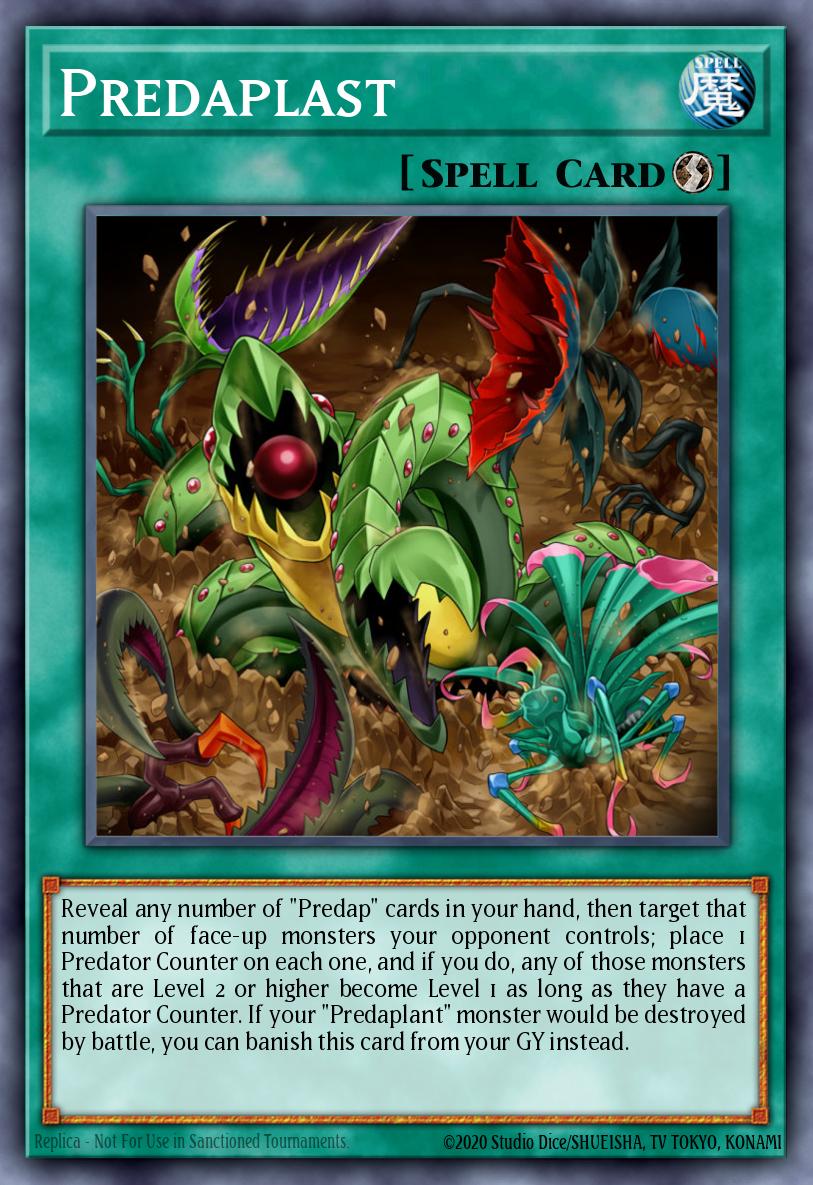 Predaplast
SPELL
魔
[Spell Card]
Reveal any number of "Predap" cards in your hand, then target that
number of face-up monsters your opponent controls; place 1
Predator Counter on each one, and if you do, any of those monsters
that are Level 2 or higher become Level 1 as long as they have a
Predator Counter. If your "Predaplant" monster would be destroyed
by battle, you can banish this card from your GY instead.
Replica - Not For Use in Sanctioned Tournaments.
©2020 Studio Dice/SHUEISHA, TV TOKYO, KONAMI